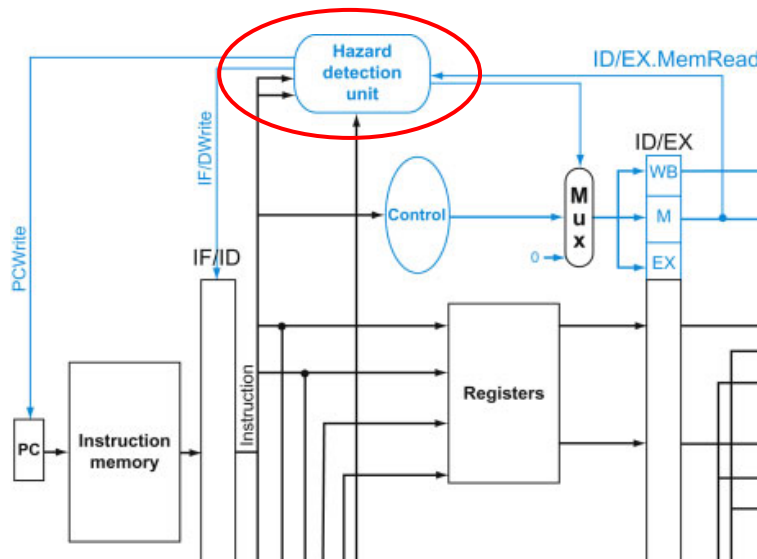 Hazard
detection
unit
ID/EX.MemRead
IF/DWrite
ID/EX
WB
Mux
Control
M
PCWrite
IF/ID
0
EX
Instruction
Registers
PC
Instruction
memory